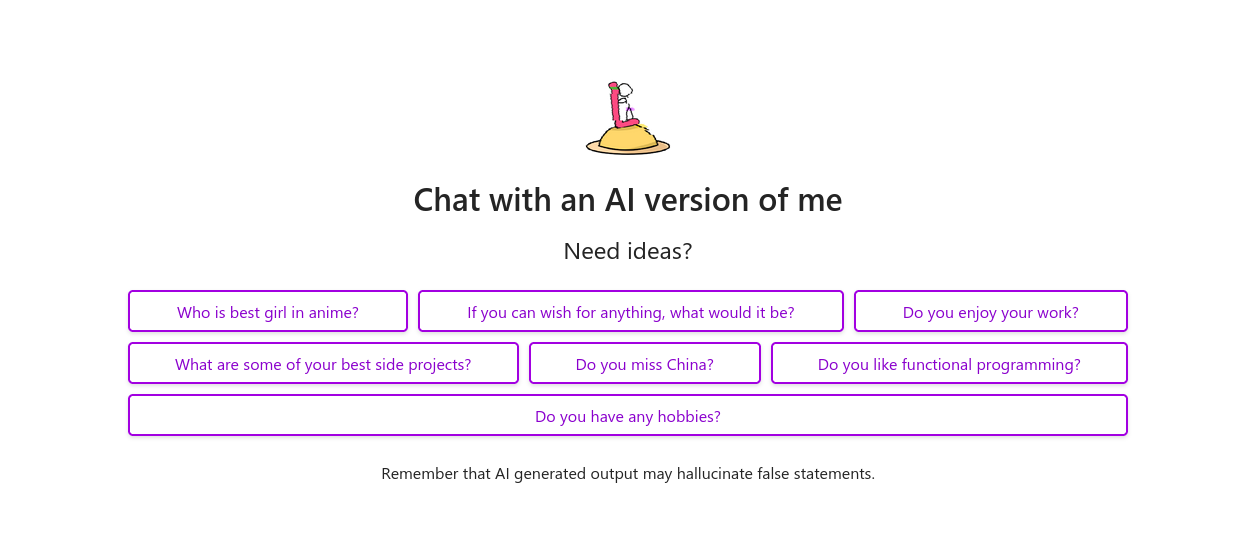 Chat with an AI version of me
Need ideas?
Who is best girl in anime?
If you can wish for anything, what would it be?
Do you enjoy your work?
What are some of your best side projects?
Do you miss China?
Do you like functional programming?
Do you have any hobbies?
Remember that AI generated output may hallucinate false statements.